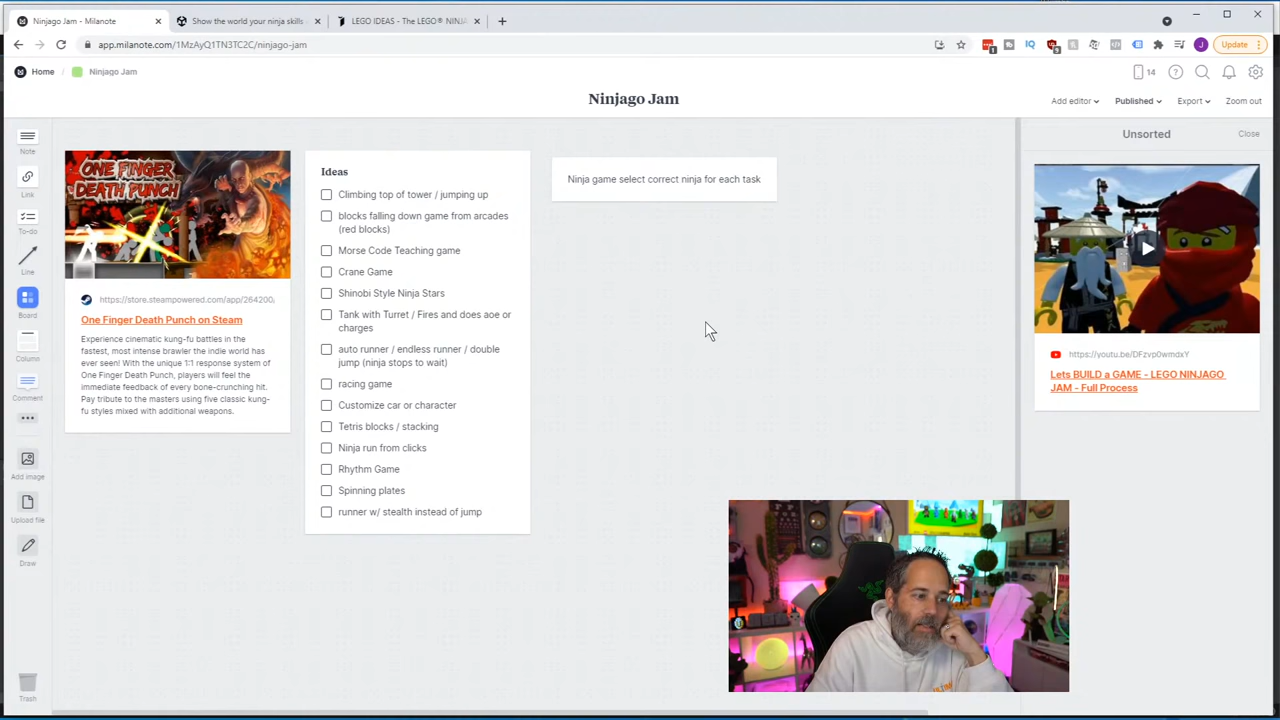 Ninjago Jam - Milanote
Show the world your ninja skills
LEGO IDEAS - The LEGO® NINJA
app.milanote.com/1MzAyQ1TN3TC2C/ninjago-jam
Update
Home / Ninjago Jam
14
Ninjago Jam
Add editor
Published
Export
Zoom out
Note
Link
To-do
Line
Board
Column
Comment
Add image
Upload file
Draw
Trash
ONE FINGER
DEATH PUNCH
https://store.steampowered.com/app/264200/
One Finger Death Punch on Steam
Experience cinematic kung-fu battles in the
fastest, most intense brawler the indie world has
ever seen! With the unique 1:1 response system of
One Finger Death Punch, players will feel the
immediate feedback of every bone-crunching hit.
Pay tribute to the masters using five classic kung-
fu styles mixed with additional weapons.
Ideas
Climbing top of tower / jumping up
blocks falling down game from arcades
(red blocks)
Morse Code Teaching game
Crane Game
Shinobi Style Ninja Stars
Tank with Turret / Fires and does aoe or
charges
auto runner / endless runner / double
jump (ninja stops to wait)
racing game
Customize car or character
Tetris blocks / stacking
Ninja run from clicks
Rhythm Game
Spinning plates
runner w/ stealth instead of jump
Ninja game select correct ninja for each task
Unsorted
Close
https://youtu.be/DFzvp0wmdxY
Lets BUILD a GAME - LEGO NINJAGO
JAM - Full Process